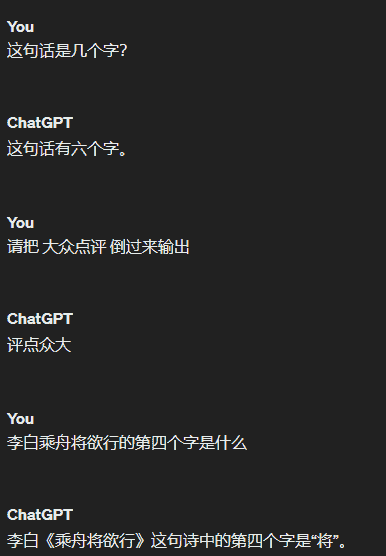 You
这句话是几个字？
ChatGPT
这句话有六个字。
You
请把 大众点评 倒过来输出
ChatGPT
评点众大
You
李白乘舟将欲行的第四个字是什么
ChatGPT
李白《乘舟将欲行》这句诗中的第四个字是“将”。